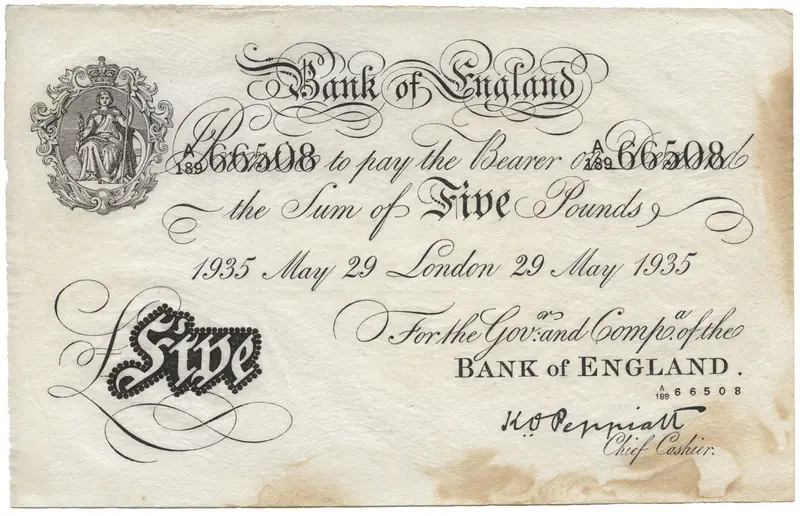 Bank of England
A/189 66508 A/189 66508
I Promise to pay the Bearer on Demand
the Sum of Five Pounds
1935 May 29 London 29 May 1935
For the Govr. and Compa. of the
BANK of ENGLAND.
A/189 66508
£Five
K O Peppiatt
Chief Cashier.